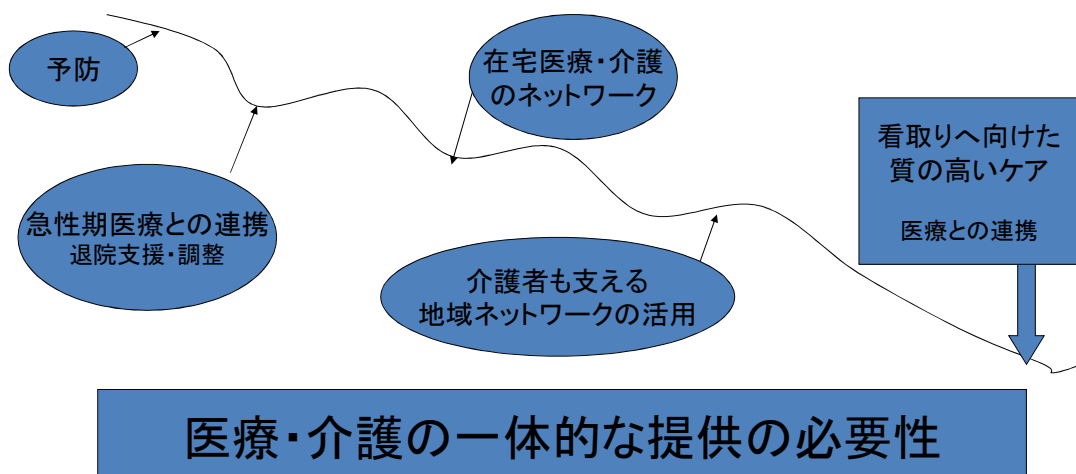 予防
在宅医療・介護
のネットワーク
看取りへ向けた
質の高いケア
医療との連携
急性期医療との連携
退院支援・調整
介護者も支える
地域ネットワークの活用
医療・介護の一体的な提供の必要性